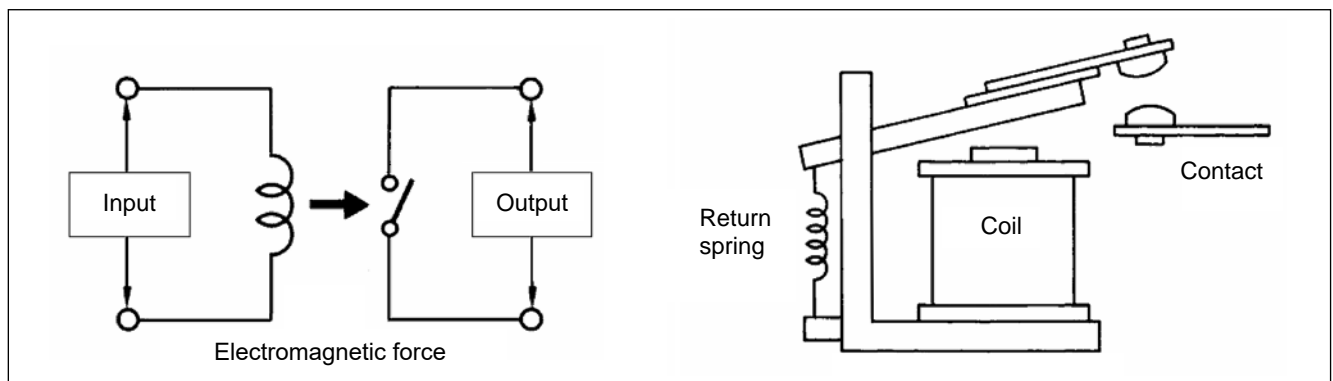 Input
Output
Electromagnetic force
Return
spring
Coil
Contact